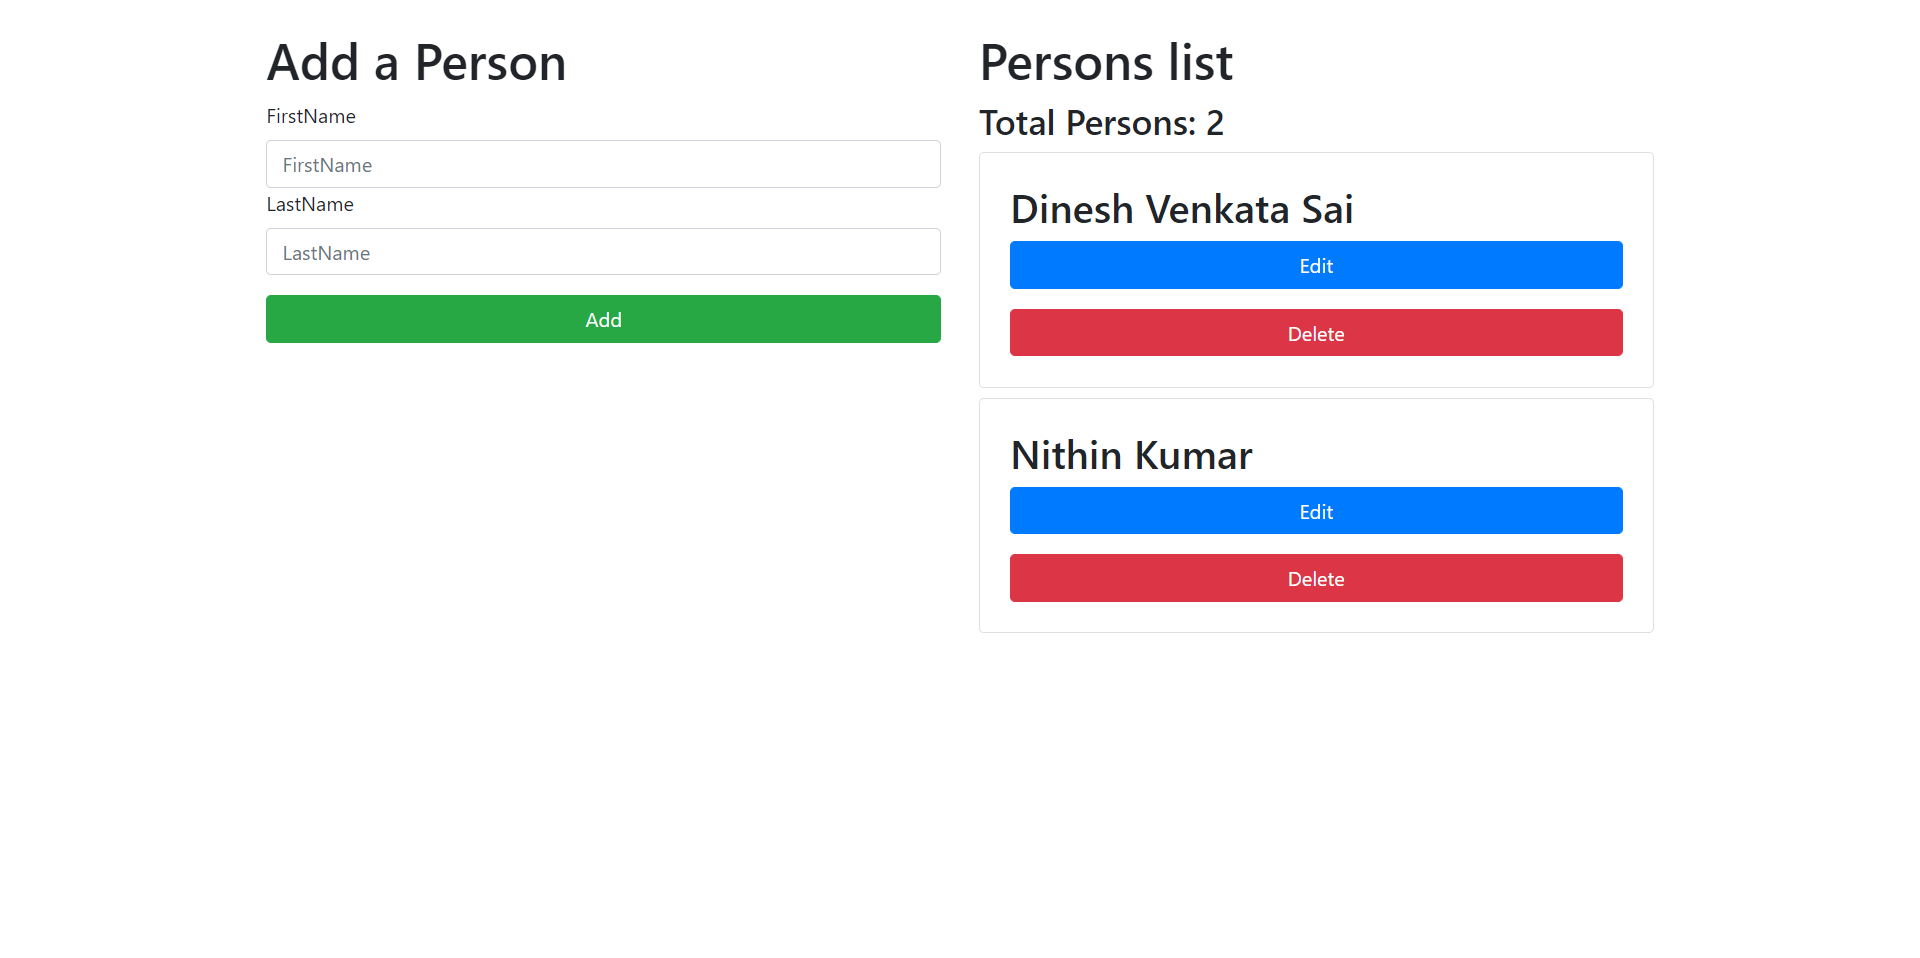 Add a Person
FirstName
FirstName
LastName
LastName
Add
Persons list
Total Persons: 2
Dinesh Venkata Sai
Edit
Delete
Nithin Kumar
Edit
Delete